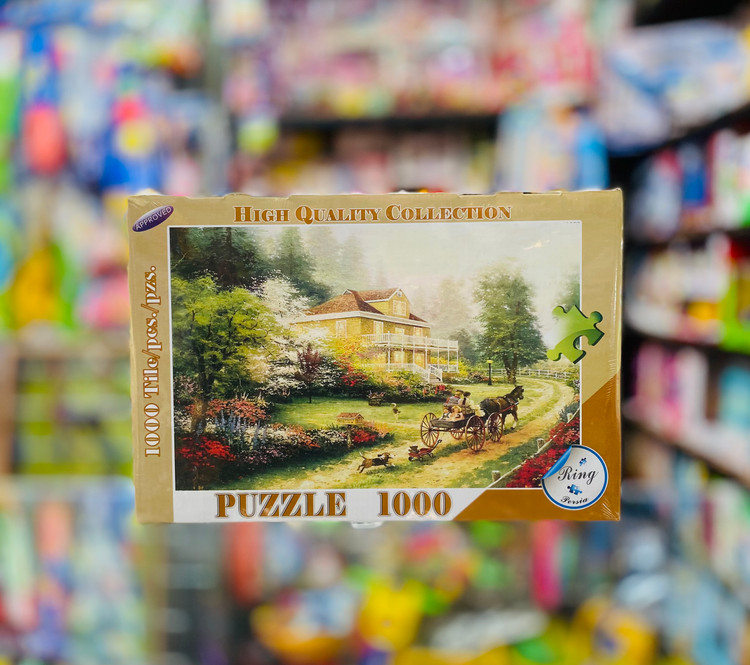 APPROVED
HIGH QUALITY COLLECTION
1000 Tile/pcs./pzs.
Ring
Persia
PUZZLE 1000